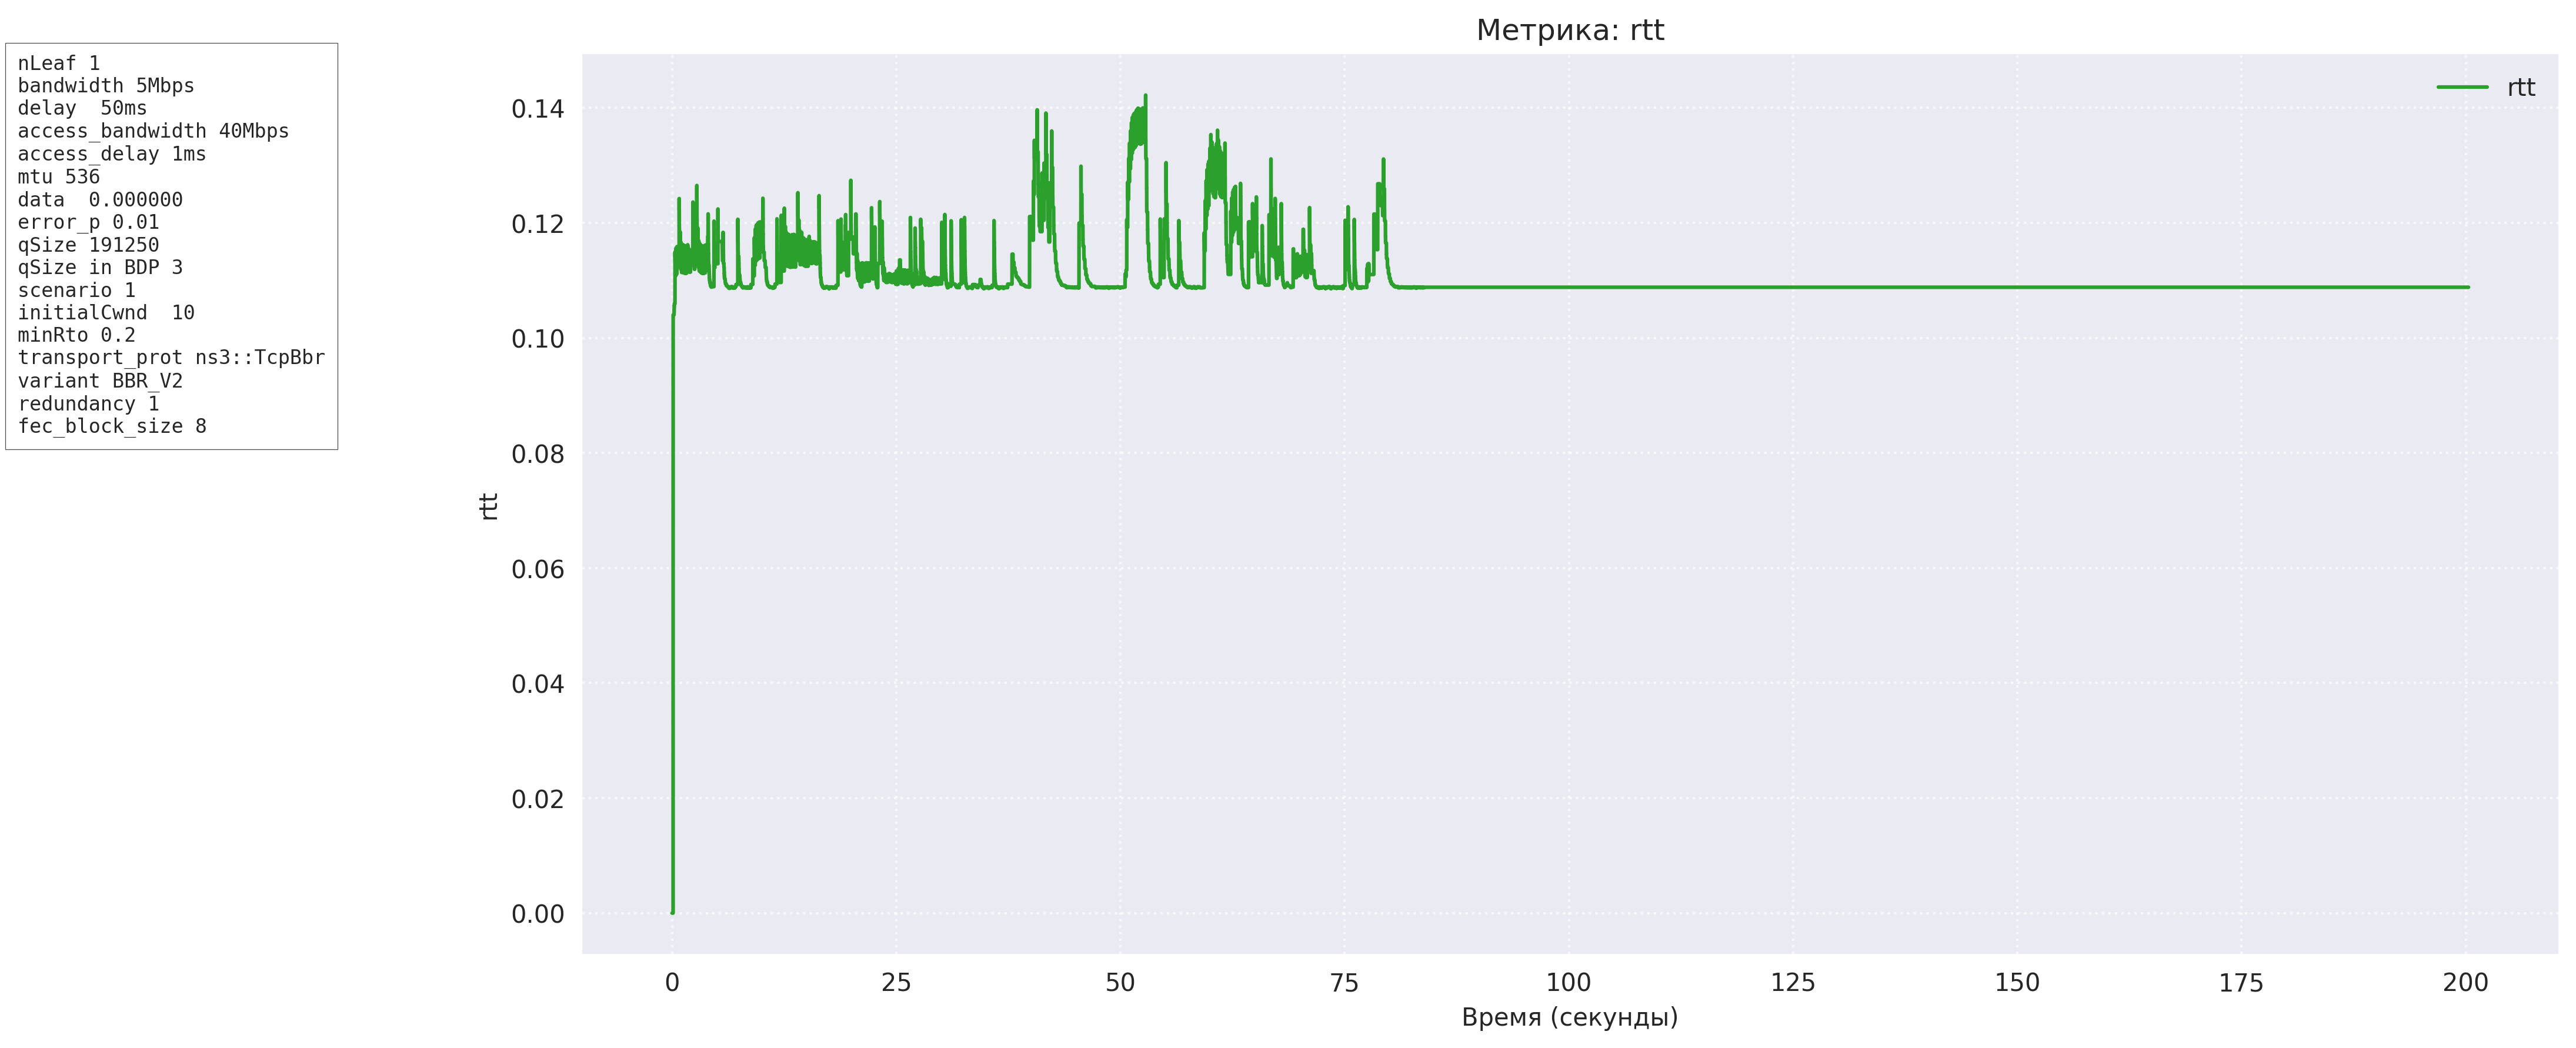 Метрика: rtt
nLeaf 1
bandwidth 5Mbps
delay  50ms
access_bandwidth 40Mbps
access_delay 1ms
mtu 536
data  0.000000
error_p 0.01
qSize 191250
qSize in BDP 3
scenario 1
initialCwnd  10
minRto 0.2
transport_prot ns3::TcpBbr
variant BBR_V2
redundancy 1
fec_block_size 8
rtt
0.14
0.12
0.10
0.08
0.06
0.04
0.02
0.00
rtt
0 25 50 75 100 125 150 175 200
Время (секунды)